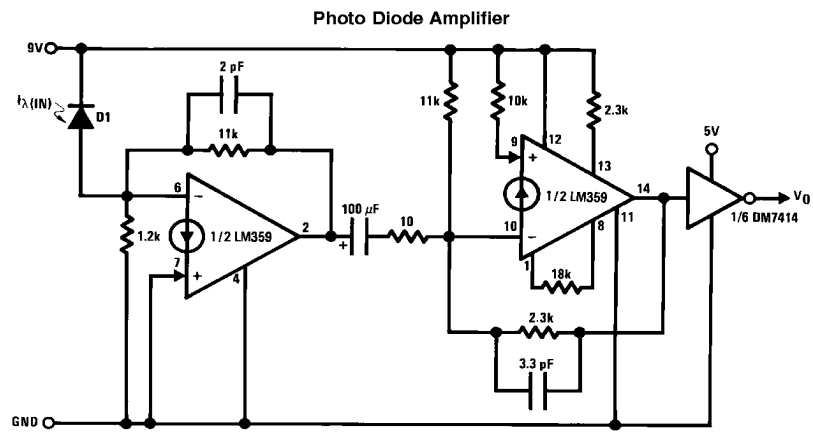 Photo Diode Amplifier
9V
2 pF
Iλ(IN)
D1
11k
11k
10k
2.3k
9
12
5V
+
13
6
−
14
V0
1/2 LM359
1.2k
1/2 LM359
2
100 μF
+
10
10
−
11
8
1/6 DM7414
7
+
4
1
18k
2.3k
3.3 pF
GND